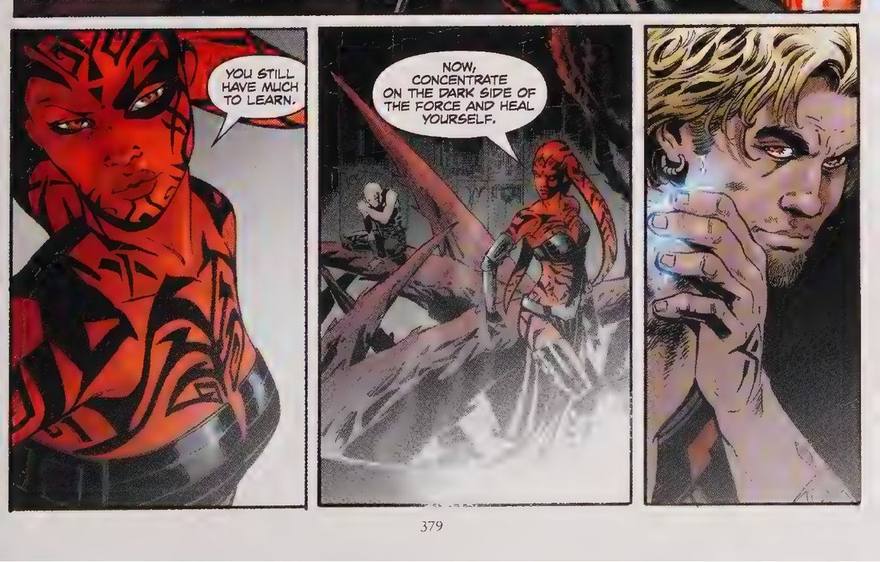 YOU STILL
HAVE MUCH
TO LEARN.
NOW,
CONCENTRATE
ON THE DARK SIDE OF
THE FORCE AND HEAL
YOURSELF.
379